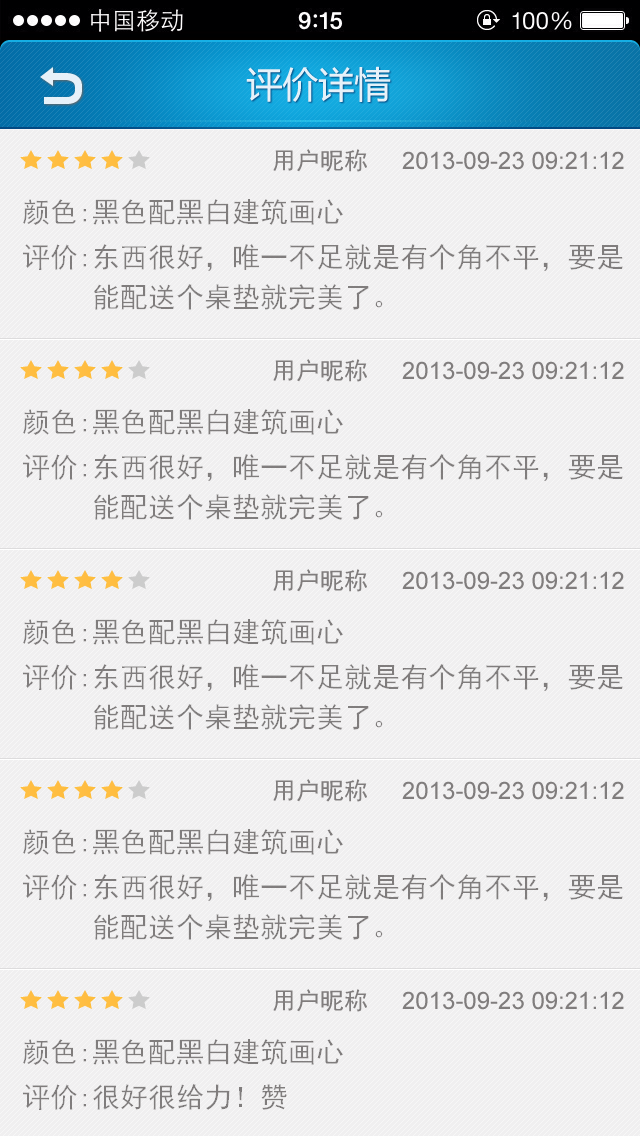 中国移动 9:15 100%
评价详情
用户昵称 2013-09-23 09:21:12
颜色:黑色配黑白建筑画心
评价:东西很好，唯一不足就是有个角不平，要是
能配送个桌垫就完美了。
用户昵称 2013-09-23 09:21:12
颜色:黑色配黑白建筑画心
评价:东西很好，唯一不足就是有个角不平，要是
能配送个桌垫就完美了。
用户昵称 2013-09-23 09:21:12
颜色:黑色配黑白建筑画心
评价:东西很好，唯一不足就是有个角不平，要是
能配送个桌垫就完美了。
用户昵称 2013-09-23 09:21:12
颜色:黑色配黑白建筑画心
评价:东西很好，唯一不足就是有个角不平，要是
能配送个桌垫就完美了。
用户昵称 2013-09-23 09:21:12
颜色:黑色配黑白建筑画心
评价:很好很给力！赞